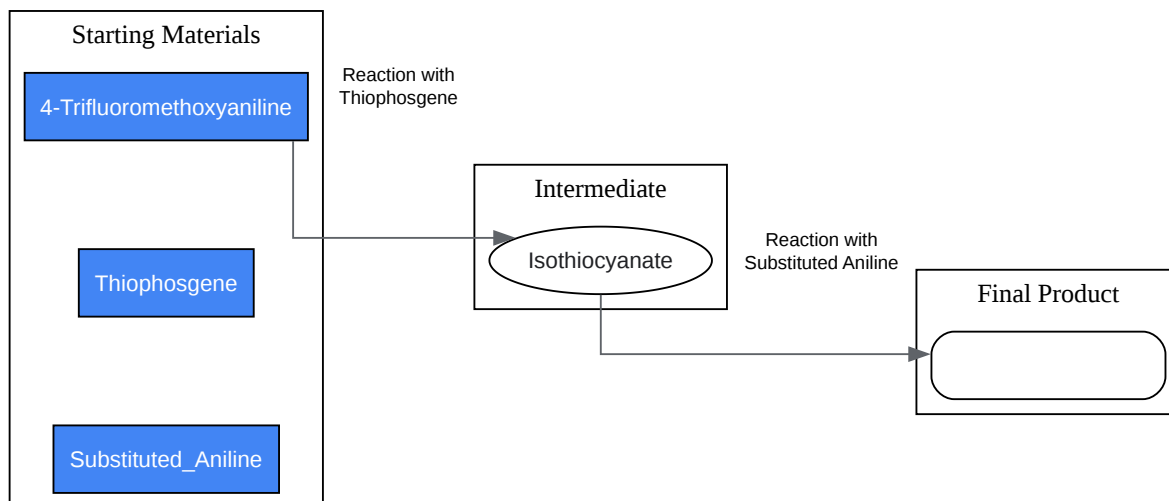 Starting Materials
4-Trifluoromethoxyaniline
Reaction with
Thiophosgene
Intermediate
Isothiocyanate
Thiophosgene
Reaction with
Substituted Aniline
Final Product
Substituted_Aniline